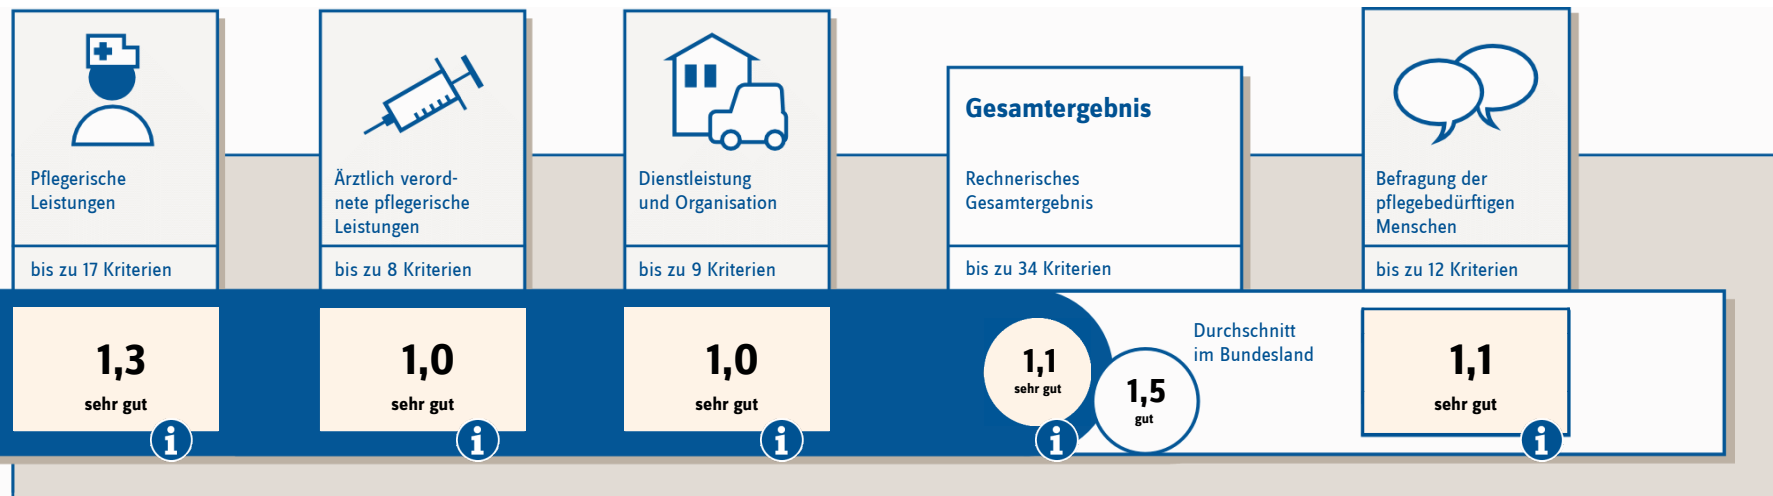 Pflegerische
Leistungen
bis zu 17 Kriterien
1,3
sehr gut
i
Ärztlich verord-
nete pflegerische
Leistungen
bis zu 8 Kriterien
1,0
sehr gut
i
Dienstleistung
und Organisation
bis zu 9 Kriterien
1,0
sehr gut
i
Gesamtergebnis
Rechnerisches
Gesamtergebnis
bis zu 34 Kriterien
1,1
sehr gut
i
1,5
gut
Durchschnitt
im Bundesland
Befragung der
pflegebedürftigen
Menschen
bis zu 12 Kriterien
1,1
sehr gut
i